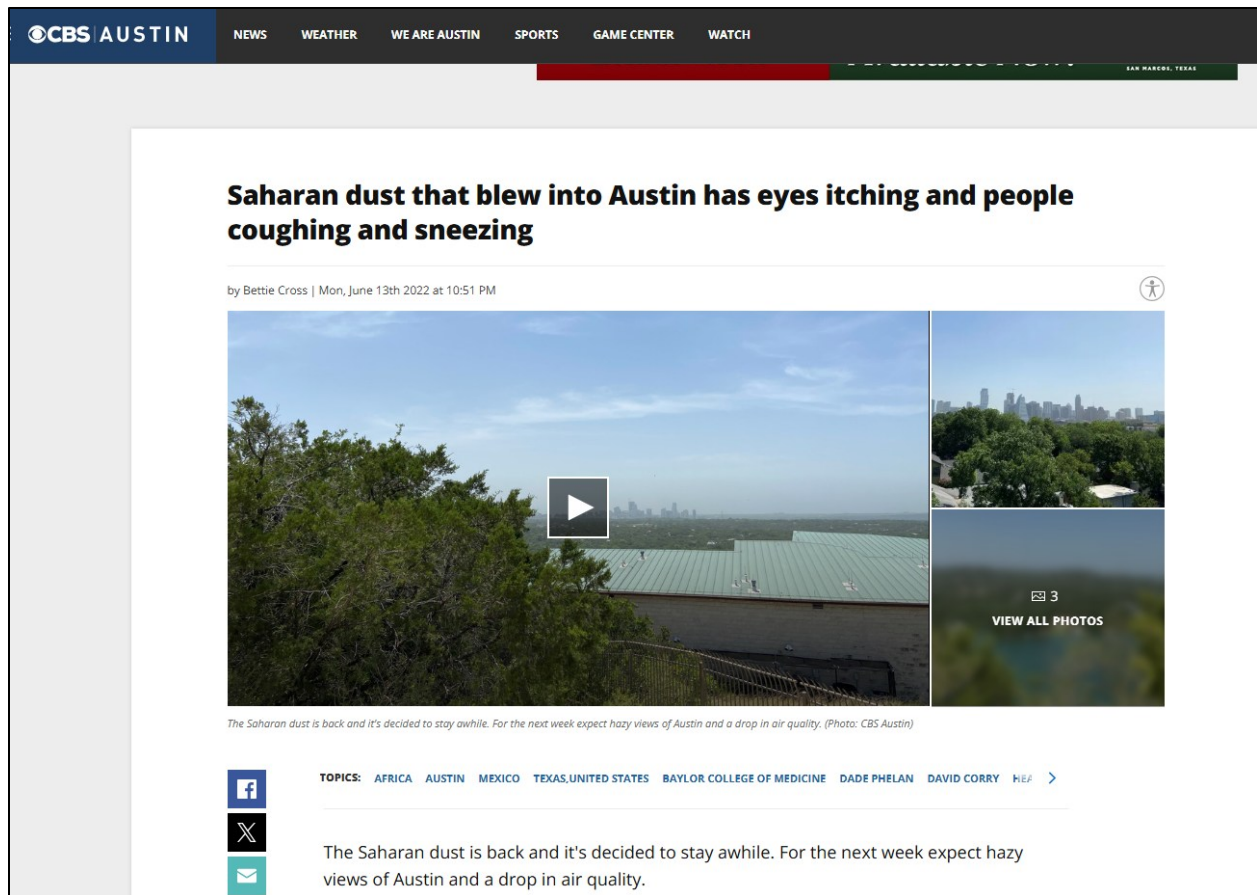 CBS AUSTIN NEWS WEATHER WE ARE AUSTIN SPORTS GAME CENTER WATCH
SAN MARCOS, TEXAS
Saharan dust that blew into Austin has eyes itching and people
coughing and sneezing
by Bettie Cross | Mon, June 13th 2022 at 10:51 PM
3
VIEW ALL PHOTOS
The Saharan dust is back and it's decided to stay awhile. For the next week expect hazy views of Austin and a drop in air quality. (Photo: CBS Austin)
TOPICS: AFRICA AUSTIN MEXICO TEXAS,UNITED STATES BAYLOR COLLEGE OF MEDICINE DADE PHELAN DAVID CORRY
The Saharan dust is back and it's decided to stay awhile. For the next week expect hazy
views of Austin and a drop in air quality.